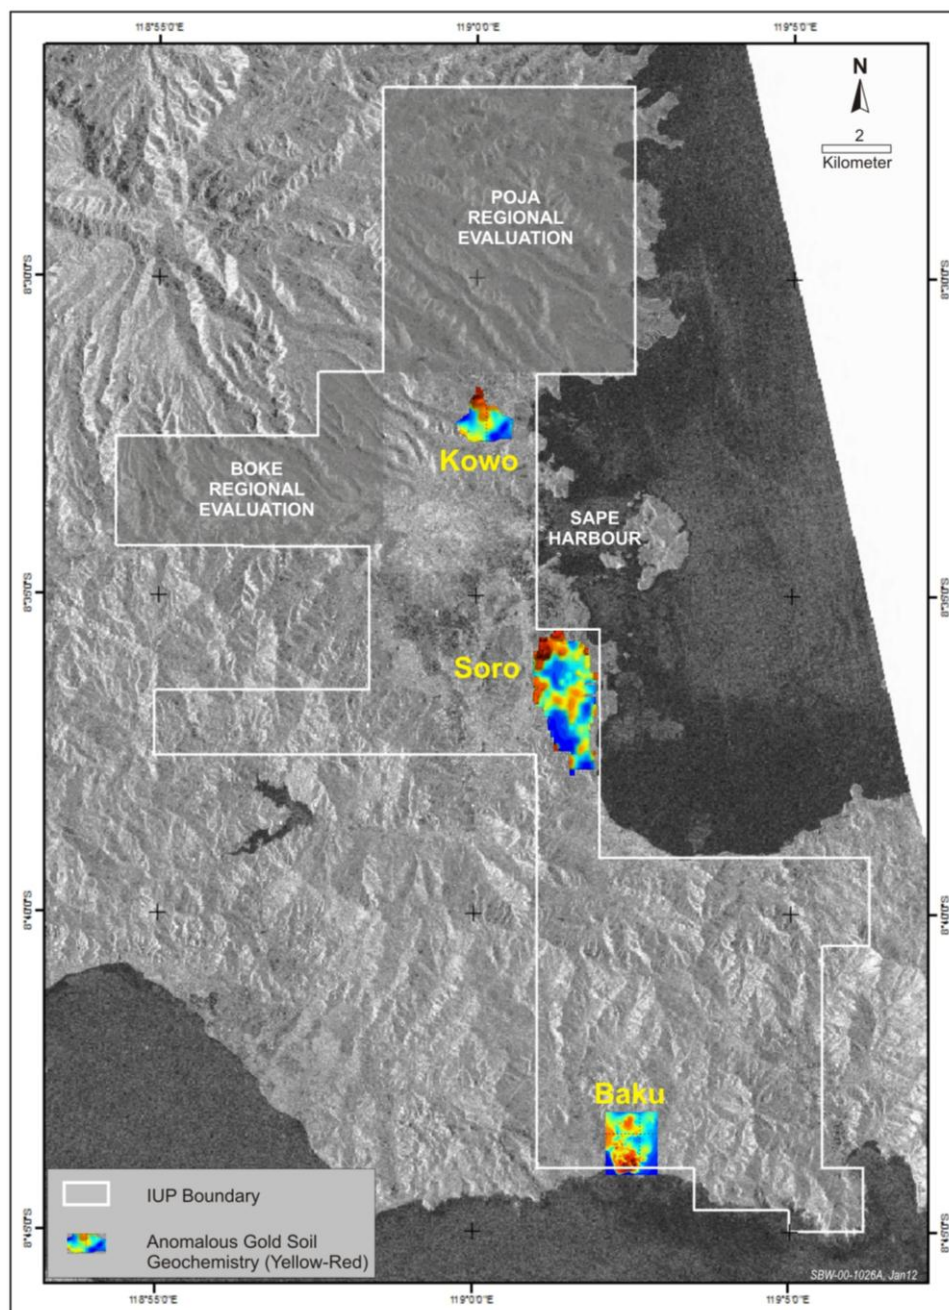 118°55'0"E 119°0'0"E 119°5'0"E
N
2
Kilometer
POJA
REGIONAL
EVALUATION
8°30'0"S 8°30'0"S
Kowo
BOKE
REGIONAL
EVALUATION
SAPE
HARBOUR
8°35'0"S 8°35'0"S
Soro
8°40'0"S 8°40'0"S
Baku
IUP Boundary
Anomalous Gold Soil
Geochemistry (Yellow-Red)
8°45'0"S 8°45'0"S
SBW-00-1026A, Jan12
118°55'0"E 119°0'0"E 119°5'0"E